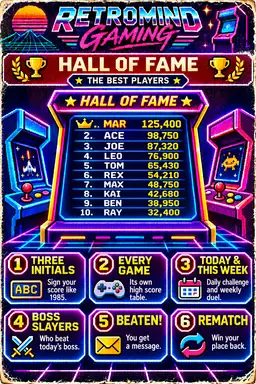 RETROMIND
GAMING
HALL OF FAME
★ THE BEST PLAYERS ★
★ HALL OF FAME ★
MAR 125,400
2. ACE 98,750
3. JOE 87,320
4. LEO 76,900
5. TOM 65,430
6. REX 54,210
7. MAX 48,750
8. KAI 42,680
9. BEN 38,950
10. RAY 32,400
1 THREE INITIALS
ABC
Sign your
score like
1985.
2 EVERY GAME
Its own
high score
table.
3 TODAY & THIS WEEK
Daily challenge
and weekly
duel.
4 BOSS SLAYERS
Who beat
today's boss.
5 BEATEN!
You get
a message.
6 REMATCH
Win your
place back.